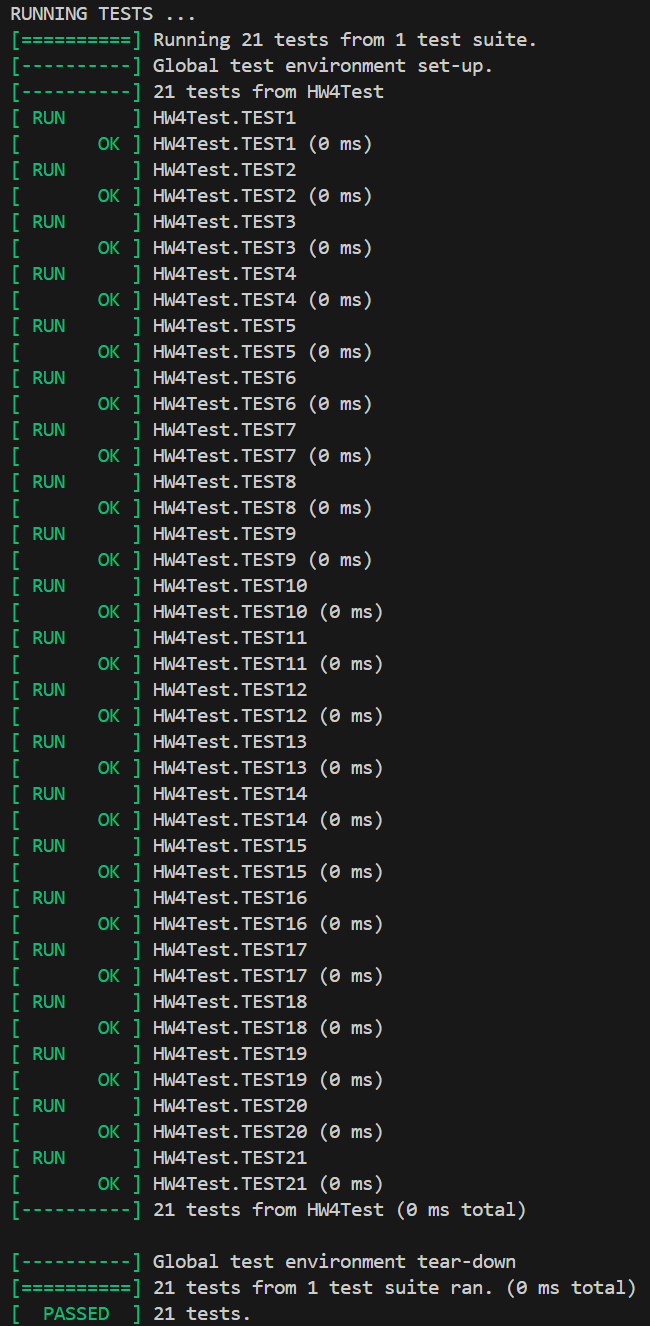 RUNNING TESTS ...
[==========] Running 21 tests from 1 test suite.
[----------] Global test environment set-up.
[----------] 21 tests from HW4Test
[ RUN      ] HW4Test.TEST1
[       OK ] HW4Test.TEST1 (0 ms)
[ RUN      ] HW4Test.TEST2
[       OK ] HW4Test.TEST2 (0 ms)
[ RUN      ] HW4Test.TEST3
[       OK ] HW4Test.TEST3 (0 ms)
[ RUN      ] HW4Test.TEST4
[       OK ] HW4Test.TEST4 (0 ms)
[ RUN      ] HW4Test.TEST5
[       OK ] HW4Test.TEST5 (0 ms)
[ RUN      ] HW4Test.TEST6
[       OK ] HW4Test.TEST6 (0 ms)
[ RUN      ] HW4Test.TEST7
[       OK ] HW4Test.TEST7 (0 ms)
[ RUN      ] HW4Test.TEST8
[       OK ] HW4Test.TEST8 (0 ms)
[ RUN      ] HW4Test.TEST9
[       OK ] HW4Test.TEST9 (0 ms)
[ RUN      ] HW4Test.TEST10
[       OK ] HW4Test.TEST10 (0 ms)
[ RUN      ] HW4Test.TEST11
[       OK ] HW4Test.TEST11 (0 ms)
[ RUN      ] HW4Test.TEST12
[       OK ] HW4Test.TEST12 (0 ms)
[ RUN      ] HW4Test.TEST13
[       OK ] HW4Test.TEST13 (0 ms)
[ RUN      ] HW4Test.TEST14
[       OK ] HW4Test.TEST14 (0 ms)
[ RUN      ] HW4Test.TEST15
[       OK ] HW4Test.TEST15 (0 ms)
[ RUN      ] HW4Test.TEST16
[       OK ] HW4Test.TEST16 (0 ms)
[ RUN      ] HW4Test.TEST17
[       OK ] HW4Test.TEST17 (0 ms)
[ RUN      ] HW4Test.TEST18
[       OK ] HW4Test.TEST18 (0 ms)
[ RUN      ] HW4Test.TEST19
[       OK ] HW4Test.TEST19 (0 ms)
[ RUN      ] HW4Test.TEST20
[       OK ] HW4Test.TEST20 (0 ms)
[ RUN      ] HW4Test.TEST21
[       OK ] HW4Test.TEST21 (0 ms)
[----------] 21 tests from HW4Test (0 ms total)

[----------] Global test environment tear-down
[==========] 21 tests from 1 test suite ran. (0 ms total)
[  PASSED  ] 21 tests.